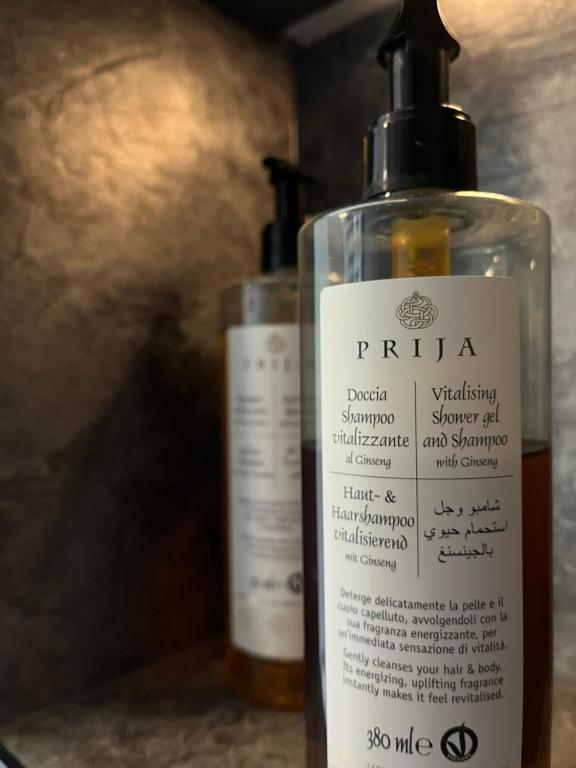 PRIJA
Doccia
Shampoo
vitalizzante
al Ginseng
Vitalising
Shower gel
and Shampoo
with Ginseng
Haut- &
Haarshampoo
vitalisierend
mit Ginseng
شامبو وجل
استحمام حيوي
بالجينسنغ
Deterge delicatamente la pelle e il
cuoio capelluto, avvolgendoli con la
sua fragranza energizzante, per
un'immediata sensazione di vitalità.
Gently cleanses your hair & body.
Its energizing, uplifting fragrance
instantly makes it feel revitalised.
380 ml e
PRIJA